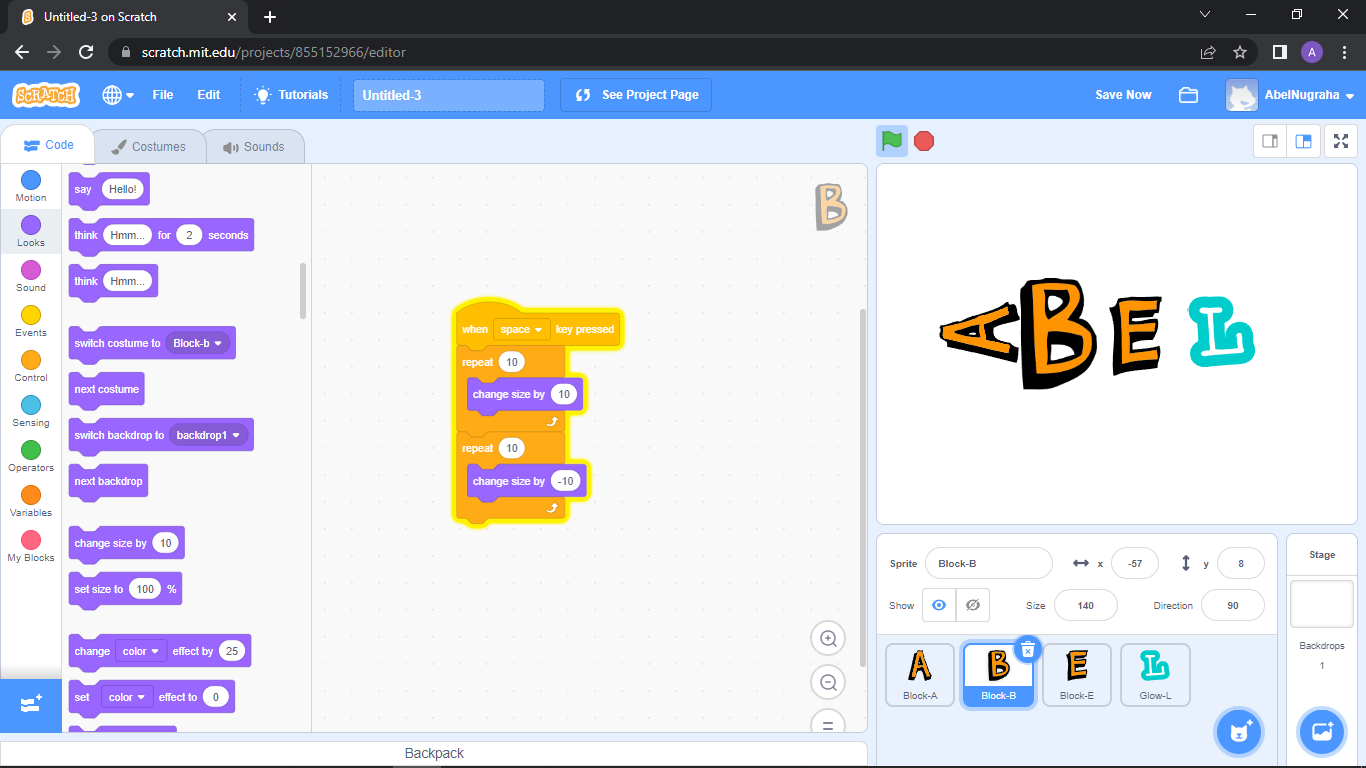 Untitled-3 on Scratch
scratch.mit.edu/projects/855152966/editor
A
SCRATCH
File
Edit
Tutorials
Untitled-3
See Project Page
Save Now
AbelNugraha
Code
Costumes
Sounds
Motion
Looks
Sound
Events
Control
Sensing
Operators
Variables
My Blocks
say Hello!
think Hmm... for 2 seconds
think Hmm...
switch costume to Block-b
next costume
switch backdrop to backdrop1
next backdrop
change size by 10
set size to 100 %
change color effect by 25
set color effect to 0
B
when space key pressed
repeat 10
change size by 10
repeat 10
change size by -10
Backpack
ABEL
Sprite Block-B x -57 y 8
Show Size 140 Direction 90
A B E L
Block-A Block-B Block-E Glow-L
Stage
Backdrops
1